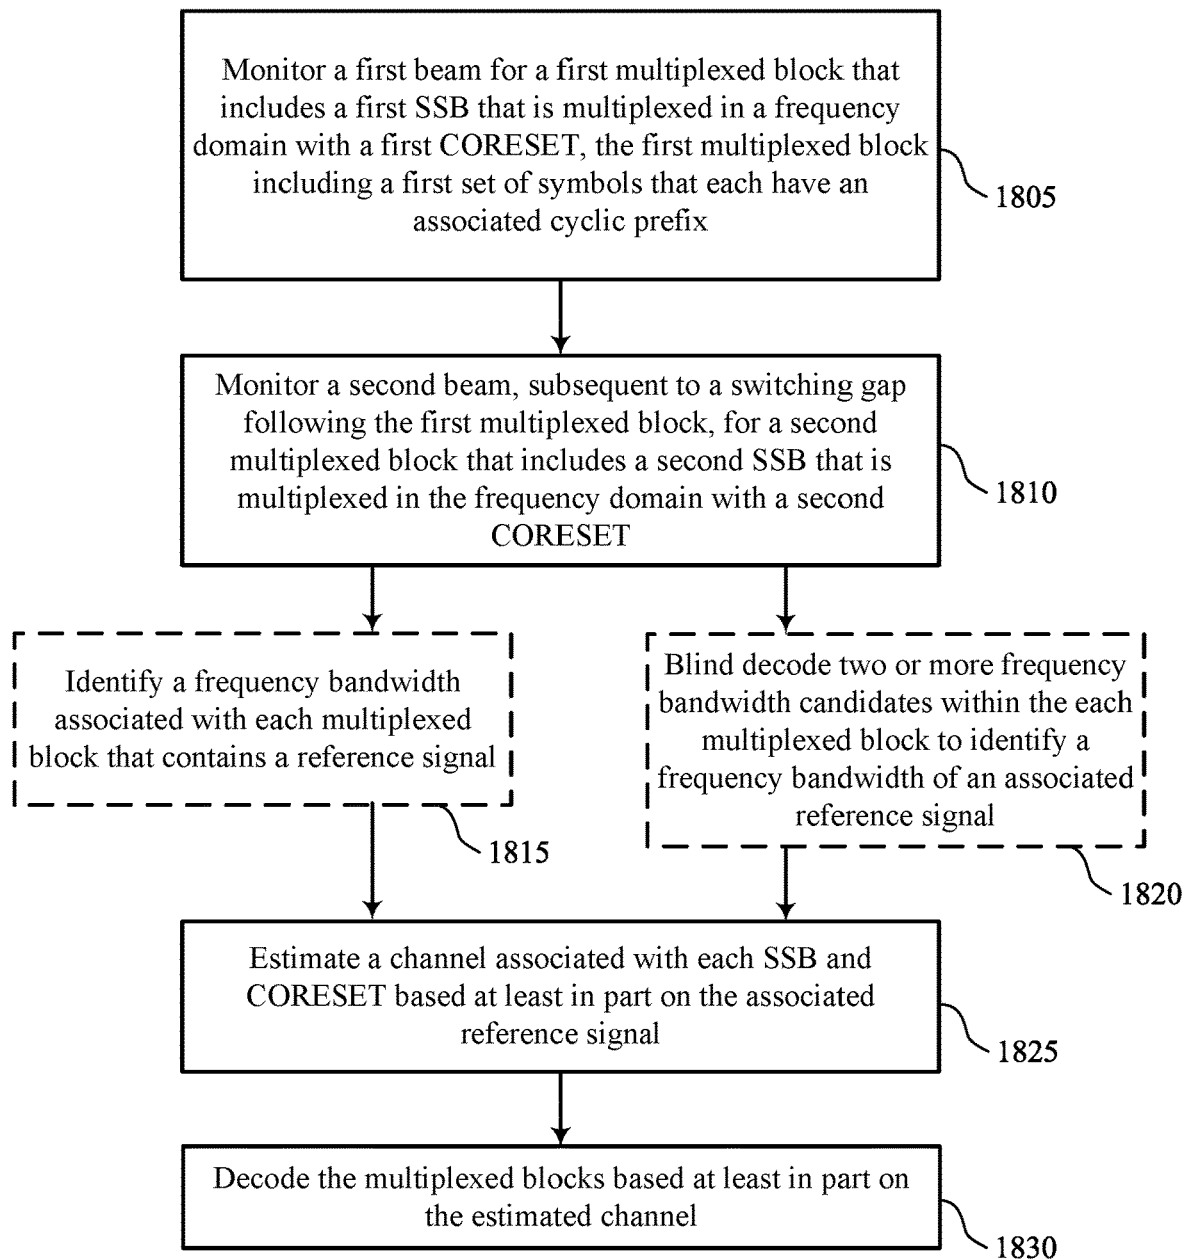 Monitor a first beam for a first multiplexed block that
includes a first SSB that is multiplexed in a frequency
domain with a first CORESET, the first multiplexed block
including a first set of symbols that each have an
associated cyclic prefix
1805
Monitor a second beam, subsequent to a switching gap
following the first multiplexed block, for a second
multiplexed block that includes a second SSB that is
multiplexed in the frequency domain with a second
CORESET
1810
Identify a frequency bandwidth
associated with each multiplexed
block that contains a reference signal
1815
Blind decode two or more frequency
bandwidth candidates within the each
multiplexed block to identify a
frequency bandwidth of an associated
reference signal
1820
Estimate a channel associated with each SSB and
CORESET based at least in part on the associated
reference signal
1825
Decode the multiplexed blocks based at least in part on
the estimated channel
1830